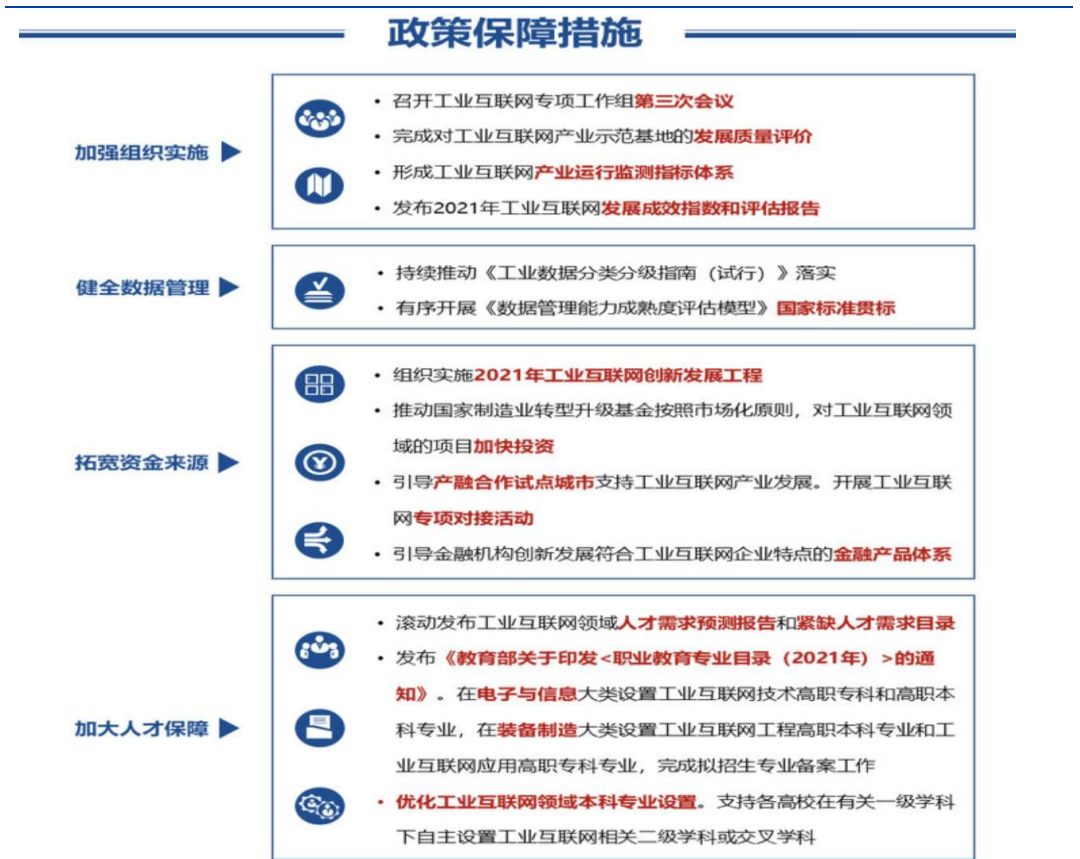 政策保障措施
加强组织实施
• 召开工业互联网专项工作组第三次会议
• 完成对工业互联网产业示范基地的发展质量评价
• 形成工业互联网产业运行监测指标体系
• 发布2021年工业互联网发展成效指数和评估报告
健全数据管理
• 持续推动《工业数据分类分级指南（试行）》落实
• 有序开展《数据管理能力成熟度评估模型》国家标准贯标
拓宽资金来源
• 组织实施2021年工业互联网创新发展工程
• 推动国家制造业转型升级基金按照市场化原则，对工业互联网领
域的项目加快投资
• 引导产融合作试点城市支持工业互联网产业发展。开展工业互联
网专项对接活动
• 引导金融机构创新发展符合工业互联网企业特点的金融产品体系
加大人才保障
• 滚动发布工业互联网领域人才需求预测报告和紧缺人才需求目录
• 发布《教育部关于印发<职业教育专业目录（2021年）>的通
知》。在电子与信息大类设置工业互联网技术高职专科和高职本
科专业，在装备制造大类设置工业互联网工程高职本科专业和工
业互联网应用高职专科专业，完成拟招生专业备案工作
• 优化工业互联网领域本科专业设置。支持各高校在有关一级学科
下自主设置工业互联网相关二级学科或交叉学科